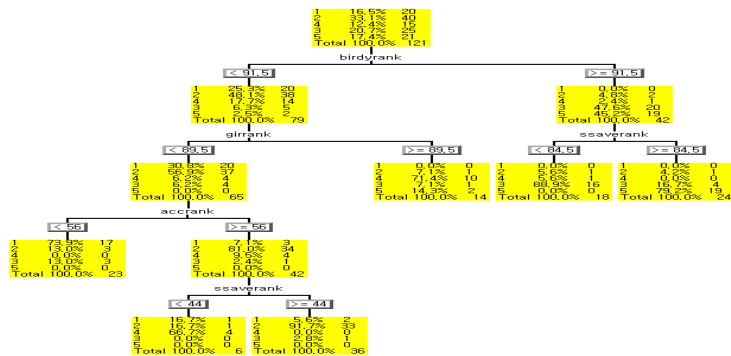 1 16.5% 20
2 33.1% 40
4 12.4% 15
3 20.7% 25
5 17.4% 21
Total 100.0% 121
birdyrank
< 91.5
>= 91.5
1 25.3% 20
2 48.1% 38
4 17.7% 14
3 6.3% 5
5 2.5% 2
Total 100.0% 79
1 0.0% 0
2 4.8% 2
4 2.4% 1
3 47.6% 20
5 45.2% 19
Total 100.0% 42
girrank
ssaverank
< 89.5
>= 89.5
< 84.5
>= 84.5
1 30.8% 20
2 56.9% 37
4 6.2% 4
3 6.2% 4
5 0.0% 0
Total 100.0% 65
1 0.0% 0
2 7.1% 1
4 71.4% 10
3 7.1% 1
5 14.3% 2
Total 100.0% 14
1 0.0% 0
2 5.6% 1
4 5.6% 1
3 88.9% 16
5 0.0% 0
Total 100.0% 18
1 0.0% 0
2 4.2% 1
4 0.0% 0
3 16.7% 4
5 79.2% 19
Total 100.0% 24
accrank
< 56
>= 56
1 73.9% 17
2 13.0% 3
4 0.0% 0
3 13.0% 3
5 0.0% 0
Total 100.0% 23
1 7.1% 3
2 81.0% 34
4 9.5% 4
3 2.4% 1
5 0.0% 0
Total 100.0% 42
ssaverank
< 44
>= 44
1 16.7% 1
2 16.7% 1
4 66.7% 4
3 0.0% 0
5 0.0% 0
Total 100.0% 6
1 5.6% 2
2 91.7% 33
4 0.0% 0
3 2.8% 1
5 0.0% 0
Total 100.0% 36